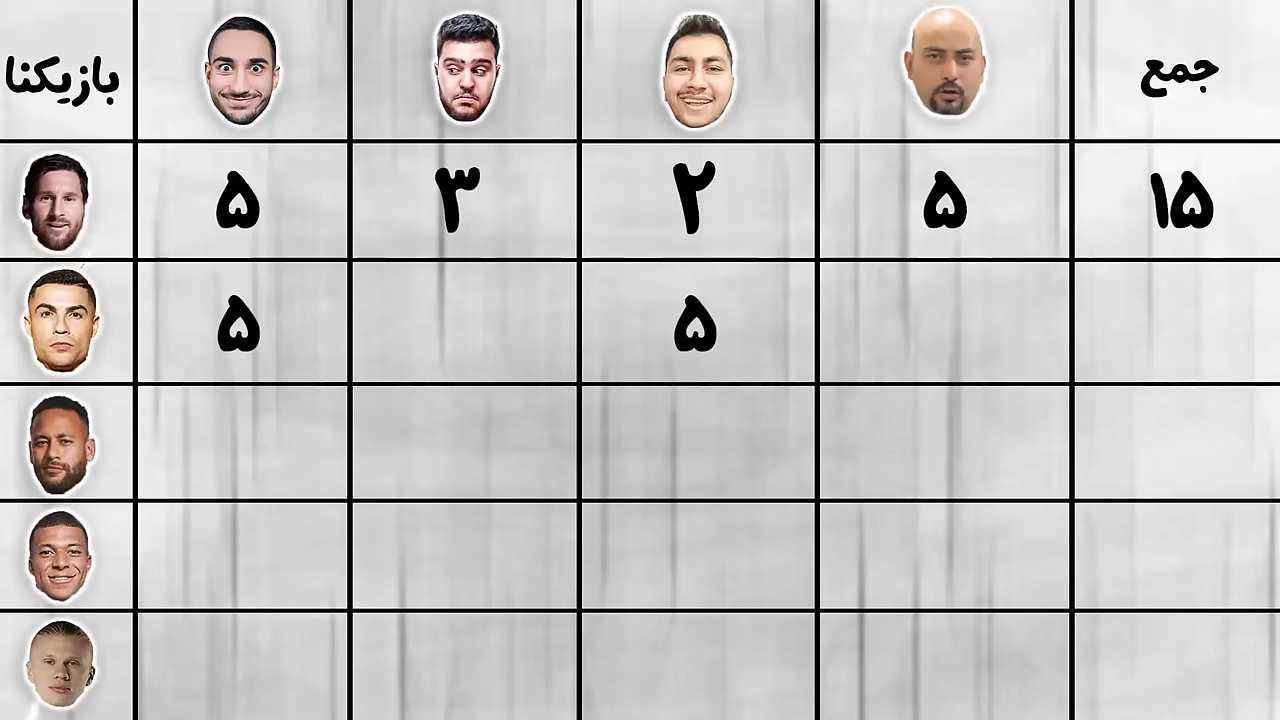 بازیکنا جمع
۵ ۳ ۲ ۵ ۱۵
۵ ۵